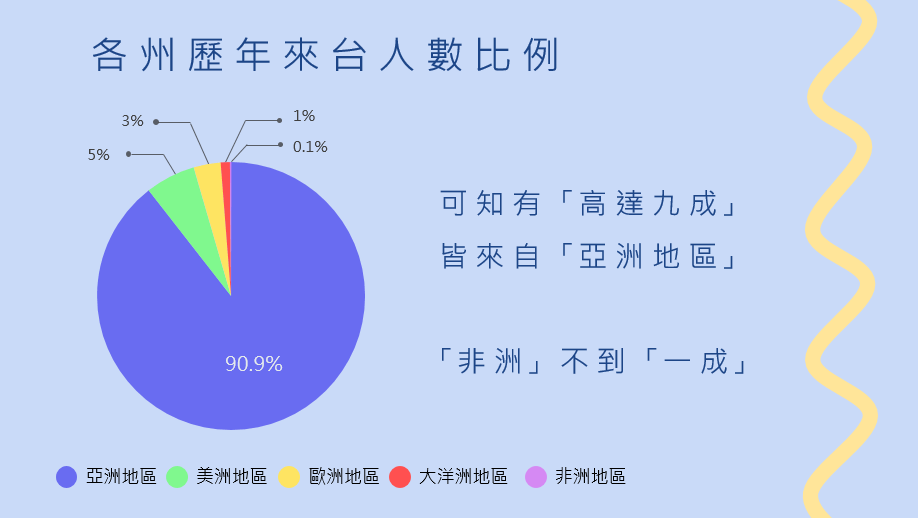 各州歷年來台人數比例
3%
1%
5%
0.1%
90.9%
可知有「高達九成」
皆來自「亞洲地區」
「非洲」不到「一成」
亞洲地區 美洲地區 歐洲地區 大洋洲地區 非洲地區